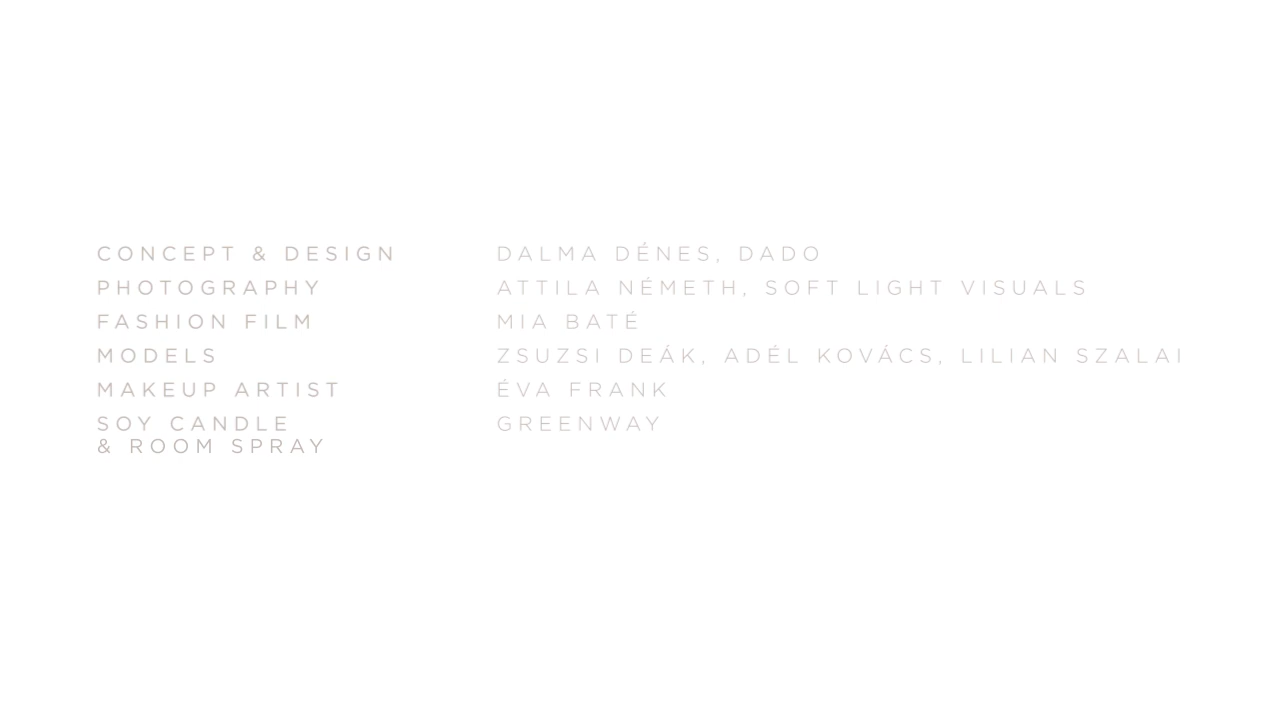 CONCEPT & DESIGN DALMA DÉNES, DADO
PHOTOGRAPHY ATTILA NÉMETH, SOFT LIGHT VISUALS
FASHION FILM MIA BATÉ
MODELS ZSUZSI DEÁK, ADÉL KOVÁCS, LILIAN SZALAI
MAKEUP ARTIST ÉVA FRANK
SOY CANDLE GREENWAY
& ROOM SPRAY